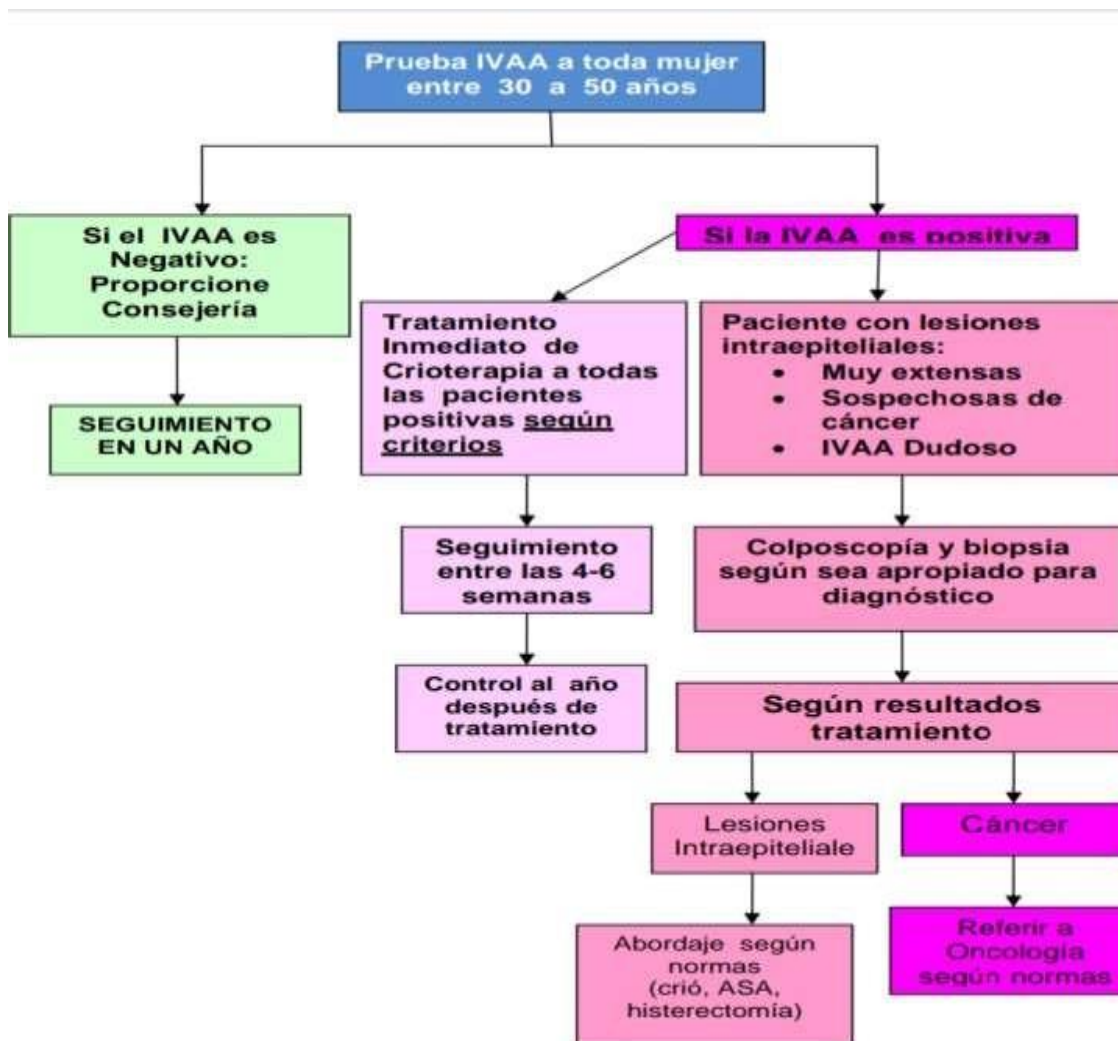 Prueba IVAA a toda mujer
entre 30 a 50 años
Si el IVAA es
Negativo:
Proporcione
Consejería
SEGUIMIENTO
EN UN AÑO
Si la IVAA es positiva
Tratamiento
Inmediato de
Crioterapia a todas
las pacientes
positivas según
criterios
Seguimiento
entre las 4-6
semanas
Control al año
después de
tratamiento
Paciente con lesiones
intraepiteliales:
• Muy extensas
• Sospechosas de
cáncer
• IVAA Dudoso
Colposcopía y biopsia
según sea apropiado para
diagnóstico
Según resultados
tratamiento
Lesiones
Intraepiteliale
Abordaje según
normas
(crió, ASA,
histerectomía)
Cáncer
Referir a
Oncología
según normas